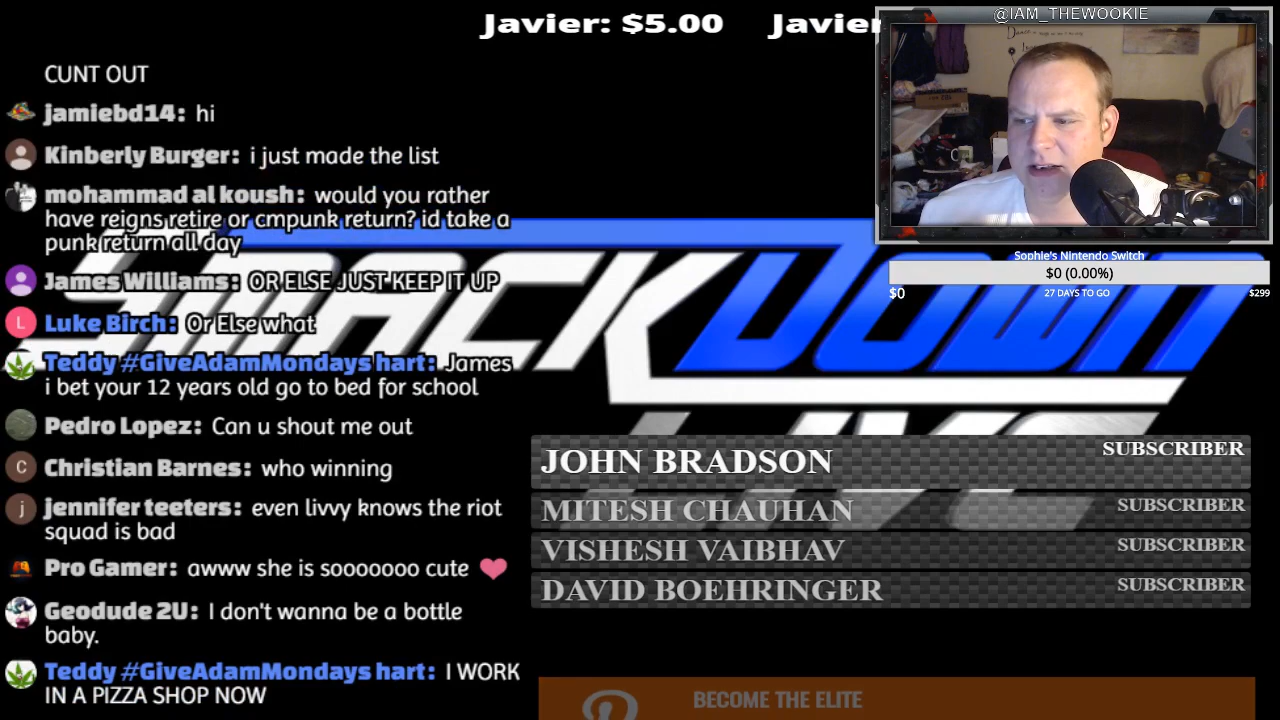 Javier: $5.00 Javier
@IAM_THEWOOKIE
CUNT OUT
jamiebd14: hi
Kinberly Burger: i just made the list
mohammad al koush: would you rather
have reigns retire or cmpunk return? id take a
punk return all day
James Williams: OR ELSE JUST KEEP IT UP
L Luke Birch: Or Else what
Teddy #GiveAdamMondays hart: James
i bet your 12 years old go to bed for school
Pedro Lopez: Can u shout me out
C Christian Barnes: who winning
j jennifer teeters: even livvy knows the riot
squad is bad
Pro Gamer: awww she is sooooooo cute
Geodude 2U: I don't wanna be a bottle
baby.
Teddy #GiveAdamMondays hart: I WORK
IN A PIZZA SHOP NOW
Sophie's Nintendo Switch
$0 (0.00%)
$0 27 DAYS TO GO $299
SMACKDOWN
LIVE
JOHN BRADSON SUBSCRIBER
MITESH CHAUHAN SUBSCRIBER
VISHESH VAIBHAV SUBSCRIBER
DAVID BOEHRINGER SUBSCRIBER
BECOME THE ELITE